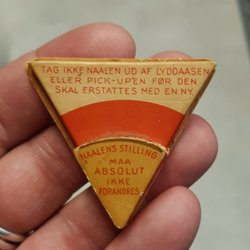 TAG IKKE NAALEN UD AF LYDDAASEN
ELLER PICK-UP'EN FØR DEN
SKAL ERSTATTES MED EN NY.
NAALENS STILLING
MAA
ABSOLUT
IKKE
FORANDRES